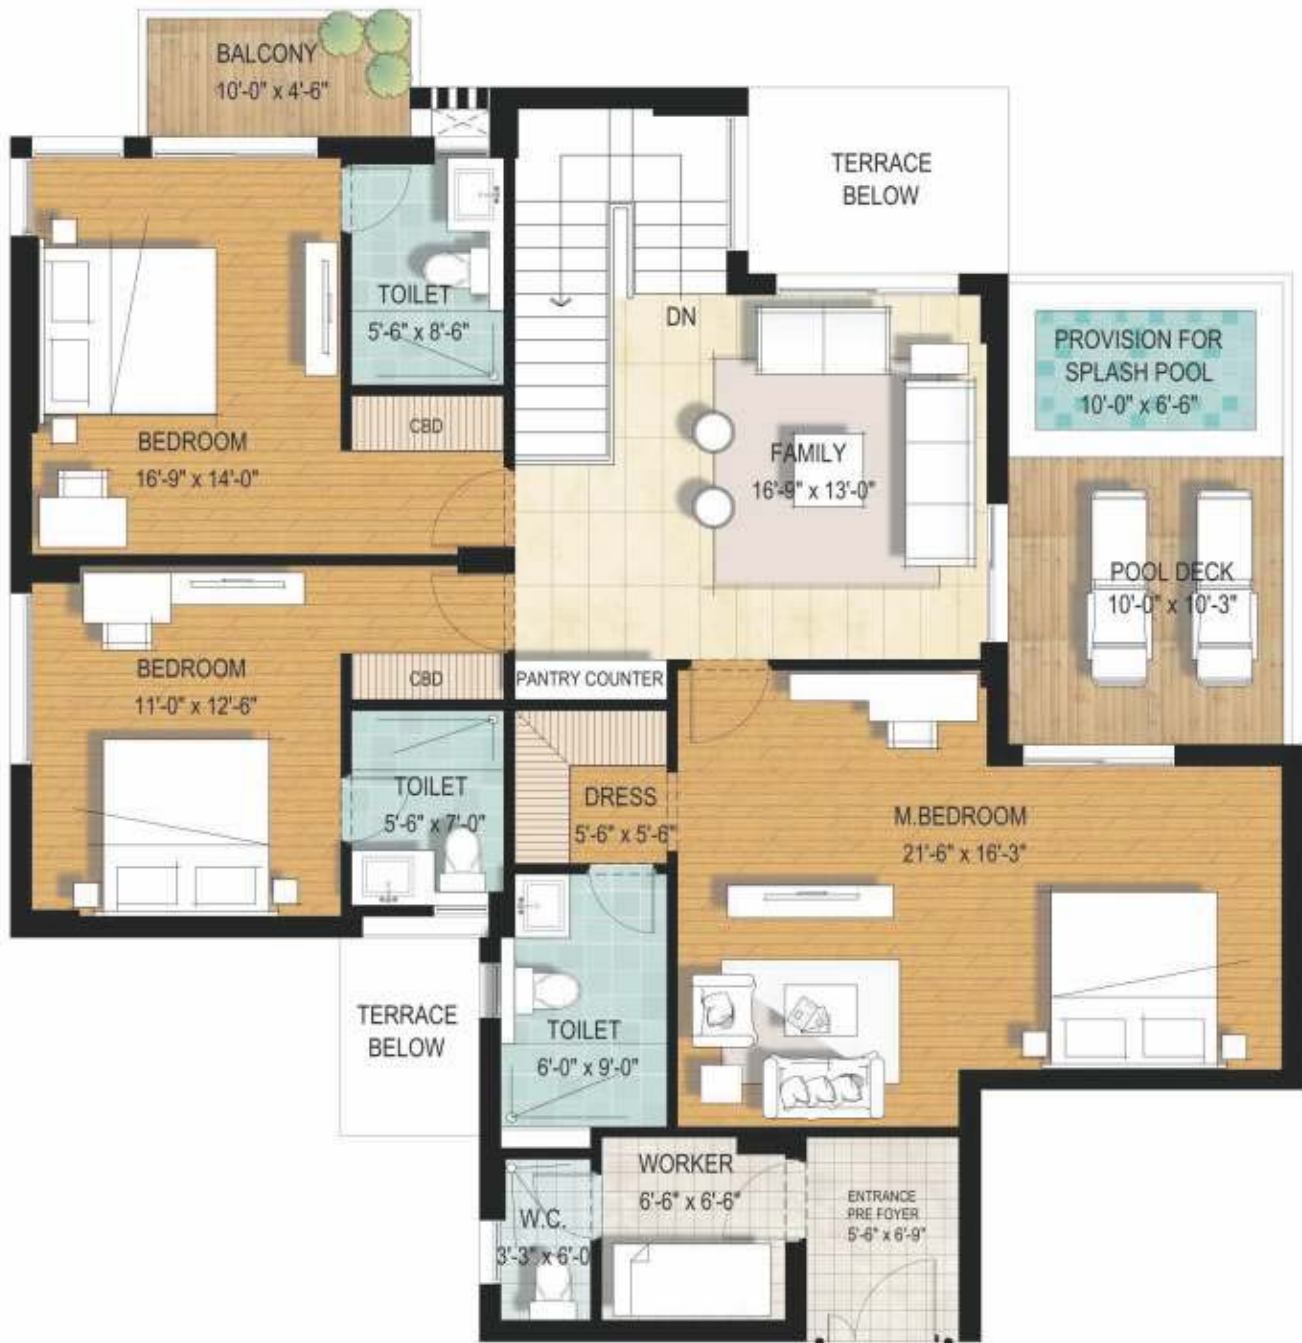 BALCONY
10'-0" x 4'-6"
TERRACE
BELOW
TOILET
5'-6" x 8'-6"
DN
PROVISION FOR
SPLASH POOL
10'-0" x 6'-6"
CBD
BEDROOM
16'-9" x 14'-0"
FAMILY
16'-9" x 13'-0"
POOL DECK
10'-0" x 10'-3"
BEDROOM
11'-0" x 12'-6"
CBD
PANTRY COUNTER
TOILET
5'-6" x 7'-0"
DRESS
5'-6" x 5'-6"
M.BEDROOM
21'-6" x 16'-3"
TERRACE
BELOW
TOILET
6'-0" x 9'-0"
WORKER
6'-6" x 6'-6"
W.C.
3'-3" x 6'-0
ENTRANCE
PRE FOYER
5'-6" x 6'-9"